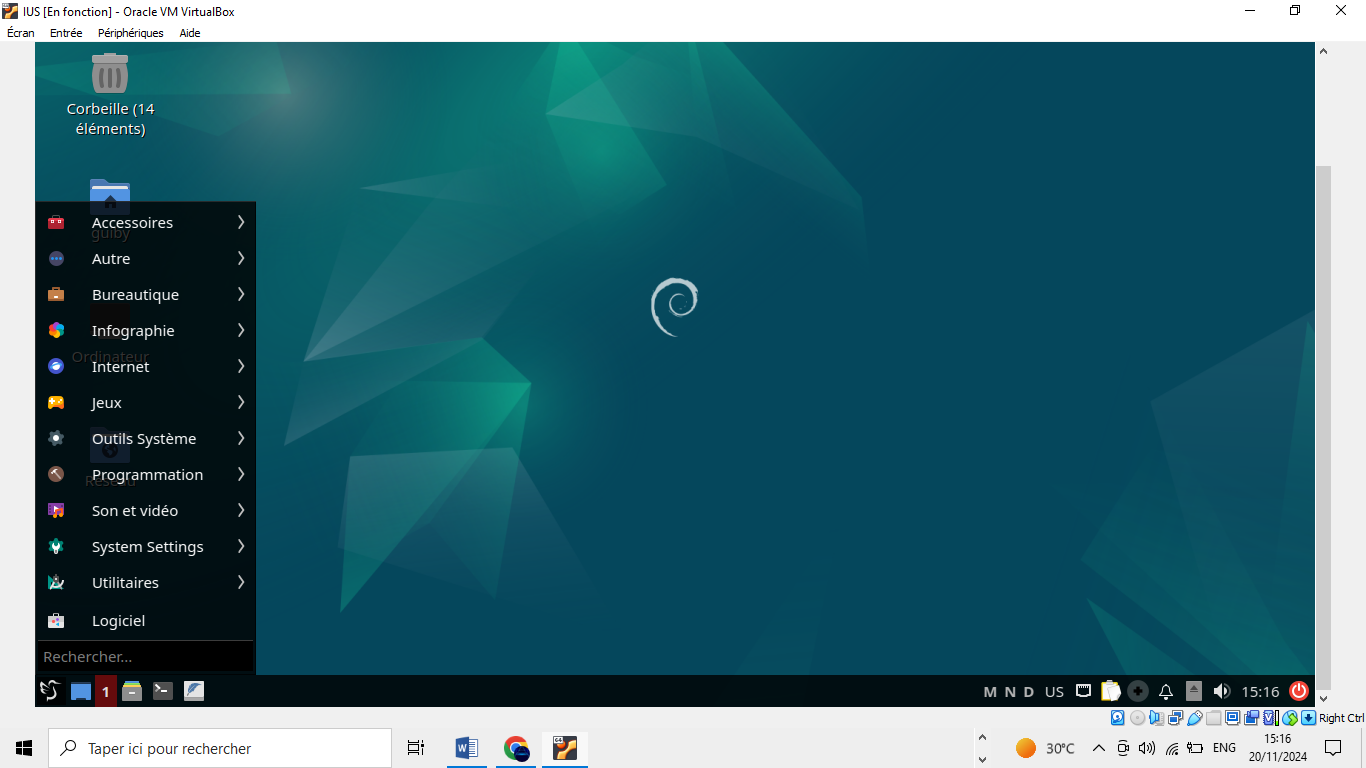 IUS [En fonction] - Oracle VM VirtualBox
Écran Entrée Périphériques Aide
Corbeille (14
éléments)
guiby
Ordinateur
Réseau
Accessoires
Autre
Bureautique
Infographie
Internet
Jeux
Outils Système
Programmation
Son et vidéo
System Settings
Utilitaires
Logiciel
Rechercher...
1
M N D US 15:16
Right Ctrl
Taper ici pour rechercher
30°C
ENG
15:16
20/11/2024